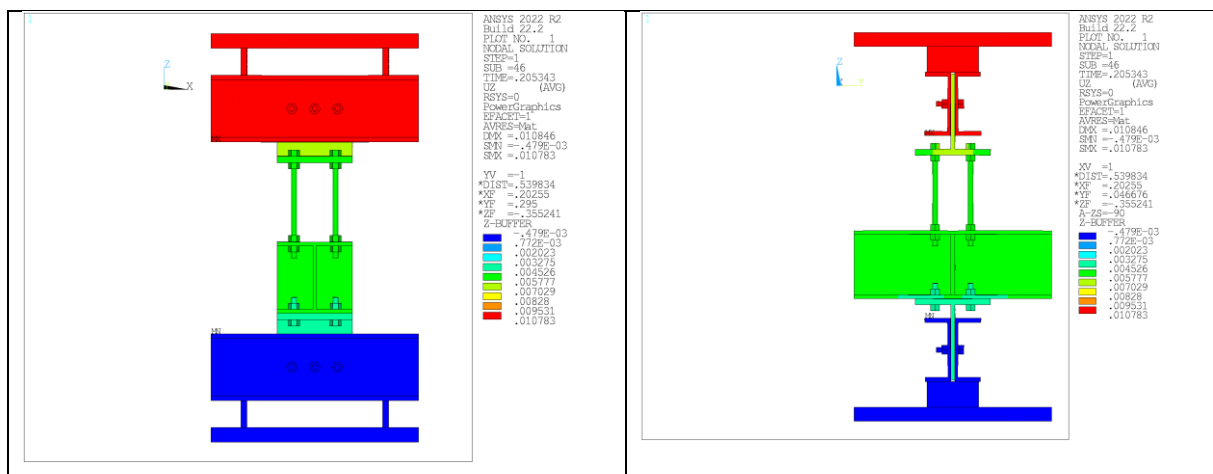 1
ANSYS 2022 R2
Build 22.2
PLOT NO. 1
NODAL SOLUTION
STEP=1
SUB =46
TIME=.205343
UZ (AVG)
RSYS=0
PowerGraphics
EFACET=1
AVRES=Mat
DMX =.010846
SMN =-.479E-03
SMX =.010783
YV =-1
*DIST=.539834
*XF =.20255
*YF =.295
*ZF =-.355241
Z-BUFFER
-.479E-03
.772E-03
.002023
.003275
.004526
.005777
.007029
.00828
.009531
.010783
Z
X
MX
MN
1
ANSYS 2022 R2
Build 22.2
PLOT NO. 1
NODAL SOLUTION
STEP=1
SUB =46
TIME=.205343
UZ (AVG)
RSYS=0
PowerGraphics
EFACET=1
AVRES=Mat
DMX =.010846
SMN =-.479E-03
SMX =.010783
XV =1
*DIST=.539834
*XF =.20255
*YF =.046676
*ZF =-.355241
A-ZS=-90
Z-BUFFER
-.479E-03
.772E-03
.002023
.003275
.004526
.005777
.007029
.00828
.009531
.010783
Z
X Y
MN